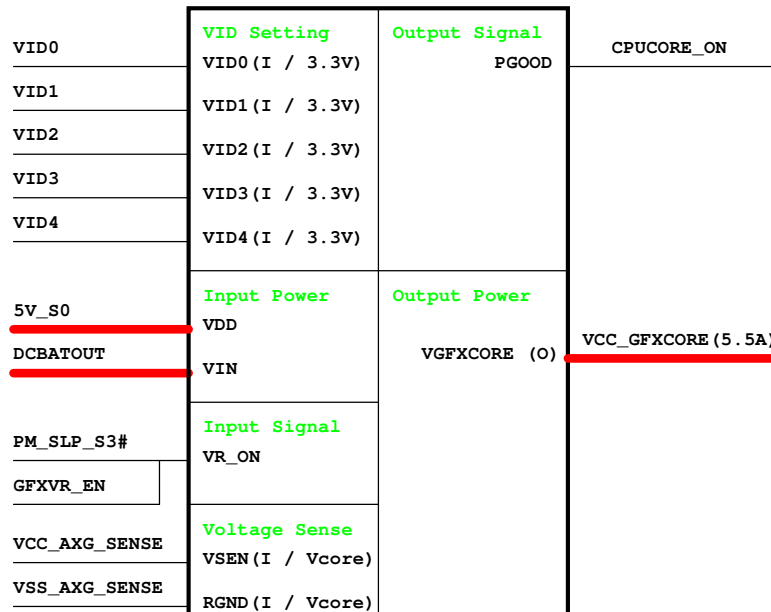 VID Setting
Output Signal
VID0
VID0(I / 3.3V)
PGOOD
CPUCORE_ON
VID1
VID1(I / 3.3V)
VID2
VID2(I / 3.3V)
VID3
VID3(I / 3.3V)
VID4
VID4(I / 3.3V)
Input Power
Output Power
5V_S0
VDD
DCBATOUT
VIN
VGFXCORE (O)
VCC_GFXCORE(5.5A)
Input Signal
PM_SLP_S3#
VR_ON
GFXVR_EN
Voltage Sense
VCC_AXG_SENSE
VSEN(I / Vcore)
VSS_AXG_SENSE
RGND(I / Vcore)